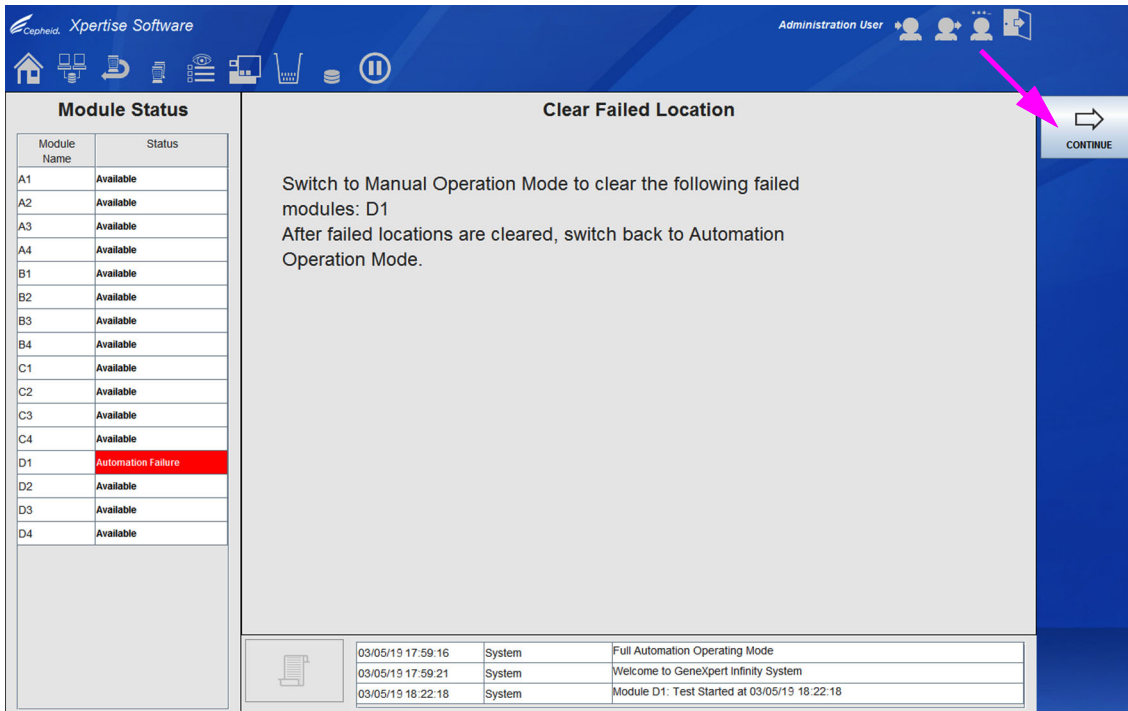 Cepheid. Xpertise Software
Administration User
Module Status
Clear Failed Location
CONTINUE
Module Name Status
A1 Available
A2 Available
A3 Available
A4 Available
B1 Available
B2 Available
B3 Available
B4 Available
C1 Available
C2 Available
C3 Available
C4 Available
D1 Automation Failure
D2 Available
D3 Available
D4 Available
Switch to Manual Operation Mode to clear the following failed
modules: D1
After failed locations are cleared, switch back to Automation
Operation Mode.
03/05/19 17:59:16 System Full Automation Operating Mode
03/05/19 17:59:21 System Welcome to GeneXpert Infinity System
03/05/19 18:22:18 System Module D1: Test Started at 03/05/19 18:22:18